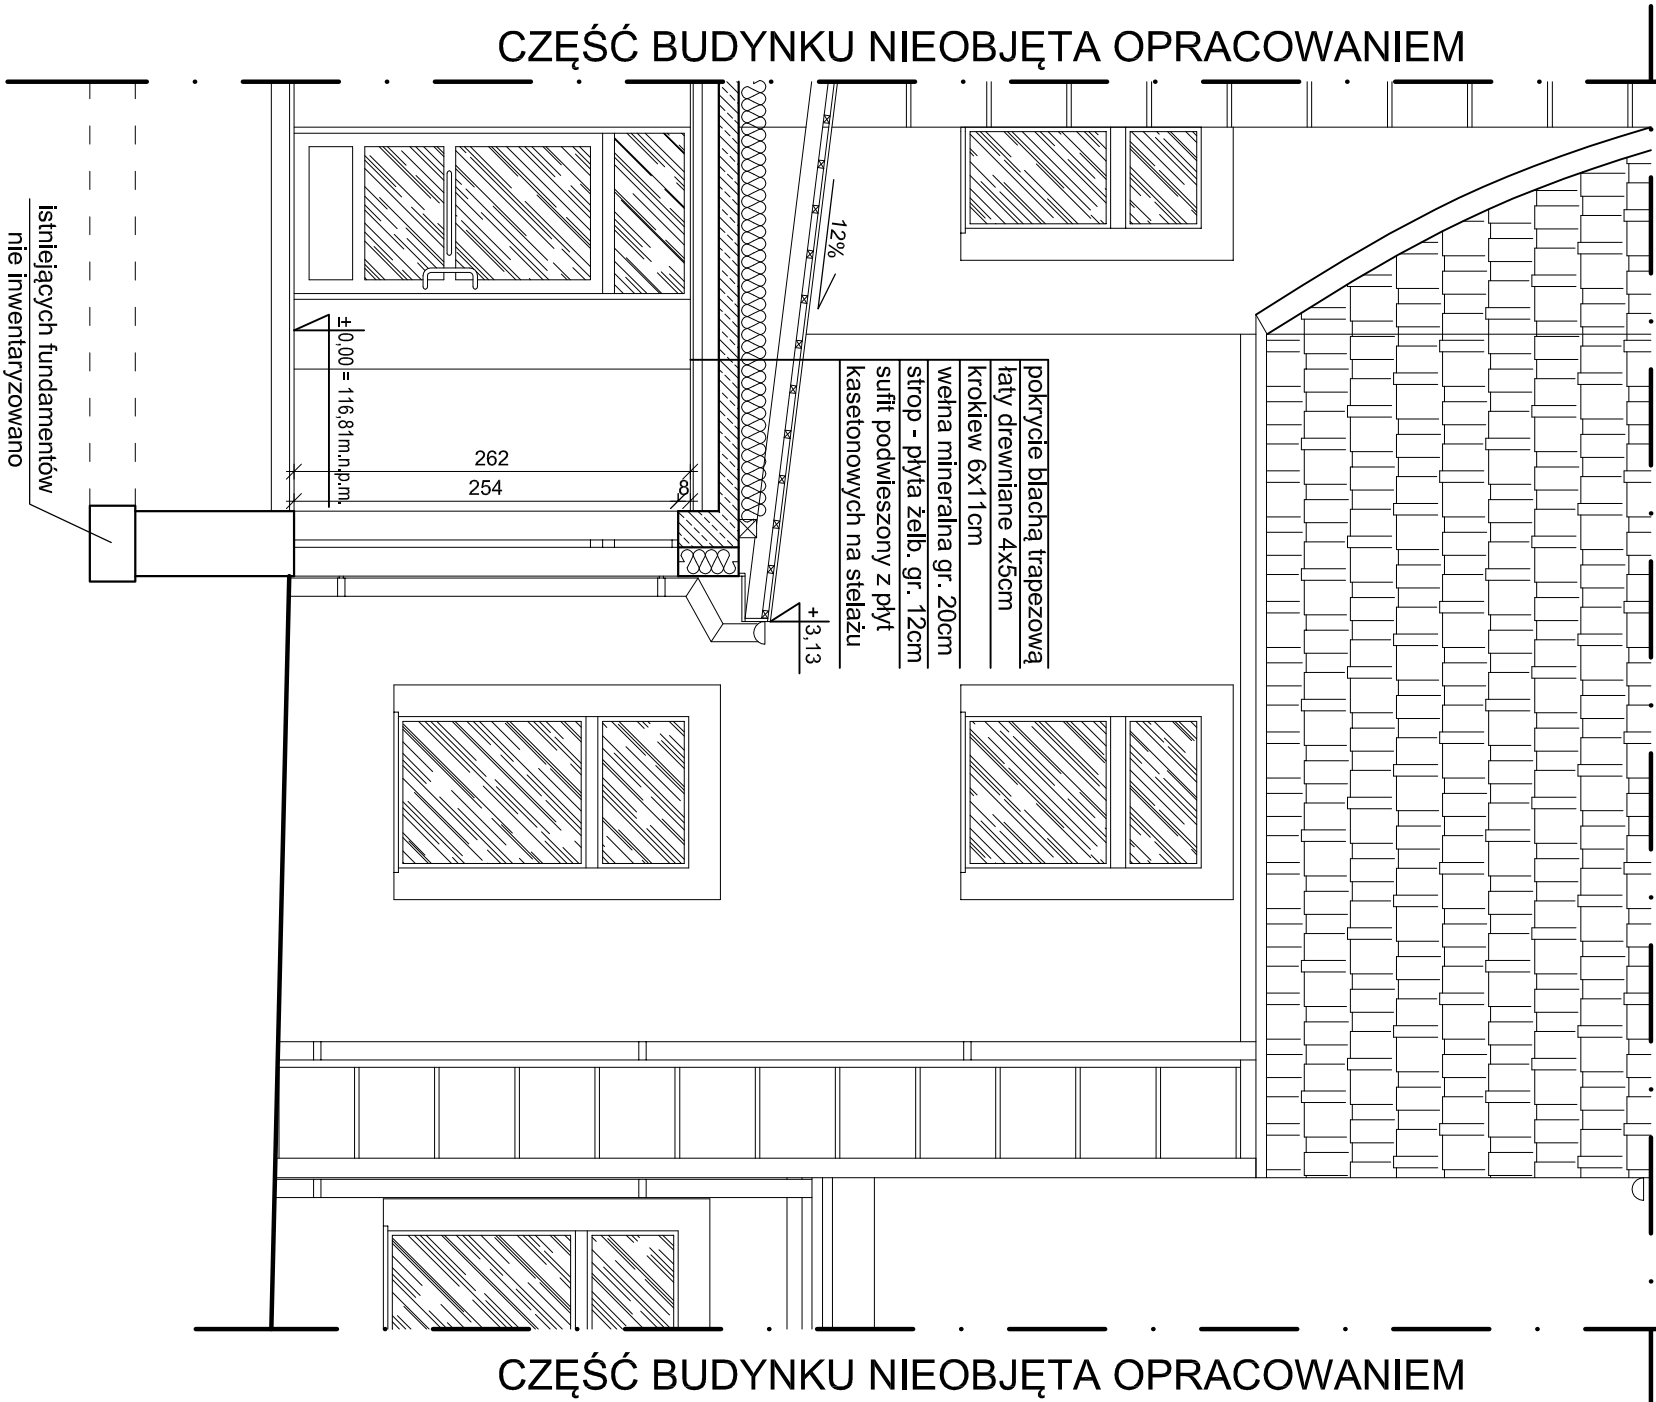 CZĘŚĆ BUDYNKU NIEOBJĘTA OPRACOWANIEM
12%
pokrycie blachą trapezową
łaty drewniane 4x5cm
krokiew 6x11cm
wełna mineralna gr. 20cm
strop - płyta żelb. gr. 12cm
sufit podwieszony z płyt
kasetonowych na stelażu
+3,13
±0,00 = 116,81m.n.p.m.
262
254
8
istniejących fundamentów
nie inwentaryzowano
CZĘŚĆ BUDYNKU NIEOBJĘTA OPRACOWANIEM